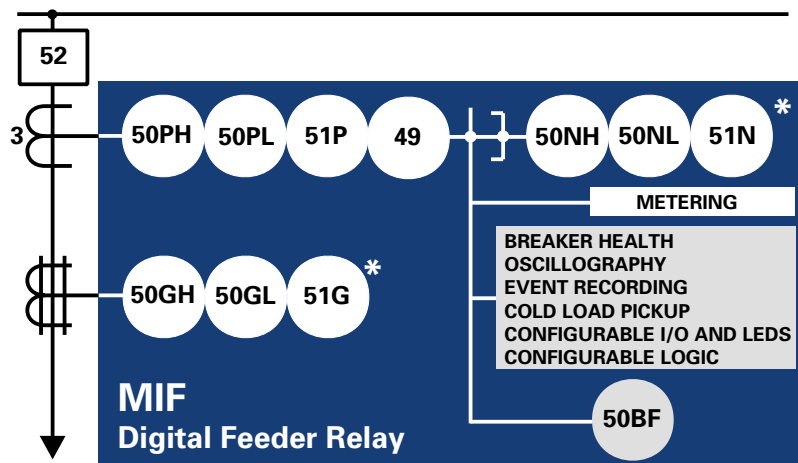 52
3
50PH 50PL 51P 49 50NH 50NL 51N *
METERING
BREAKER HEALTH
OSCILLOGRAPHY
EVENT RECORDING
COLD LOAD PICKUP
CONFIGURABLE I/O AND LEDS
CONFIGURABLE LOGIC
50GH 50GL 51G *
50BF
MIF
Digital Feeder Relay